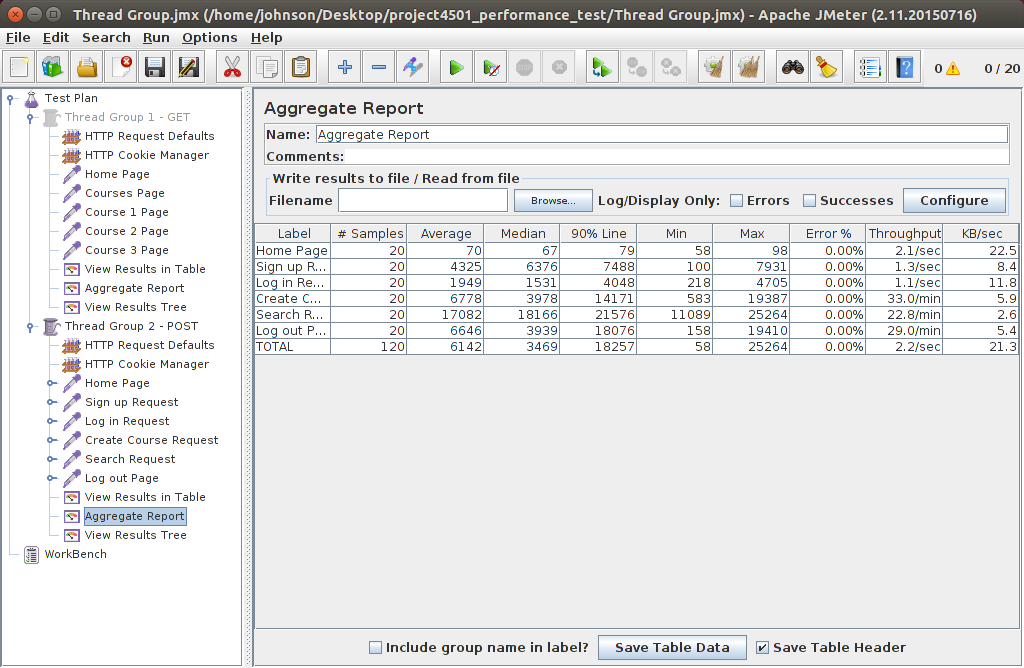 Thread Group.jmx (/home/johnson/Desktop/project4501_performance_test/Thread Group.jmx) - Apache JMeter (2.11.20150716)
File Edit Search Run Options Help
0 0 / 20
Test Plan
Thread Group 1 - GET
HTTP Request Defaults
HTTP Cookie Manager
Home Page
Courses Page
Course 1 Page
Course 2 Page
Course 3 Page
View Results in Table
Aggregate Report
View Results Tree
Thread Group 2 - POST
HTTP Request Defaults
HTTP Cookie Manager
Home Page
Sign up Request
Log in Request
Create Course Request
Search Request
Log out Page
View Results in Table
Aggregate Report
View Results Tree
WorkBench
Aggregate Report
Name: Aggregate Report
Comments:
Write results to file / Read from file
Filename Browse... Log/Display Only: Errors Successes Configure
Label # Samples Average Median 90% Line Min Max Error % Throughput KB/sec
Home Page 20 70 67 79 58 98 0.00% 2.1/sec 22.5
Sign up R... 20 4325 6376 7488 100 7931 0.00% 1.3/sec 8.4
Log in Re... 20 1949 1531 4048 218 4705 0.00% 1.1/sec 11.8
Create C... 20 6778 3978 14171 583 19387 0.00% 33.0/min 5.9
Search R... 20 17082 18166 21576 11089 25264 0.00% 22.8/min 2.6
Log out P... 20 6646 3939 18076 158 19410 0.00% 29.0/min 5.4
TOTAL 120 6142 3469 18257 58 25264 0.00% 2.2/sec 21.3
Include group name in label? Save Table Data Save Table Header